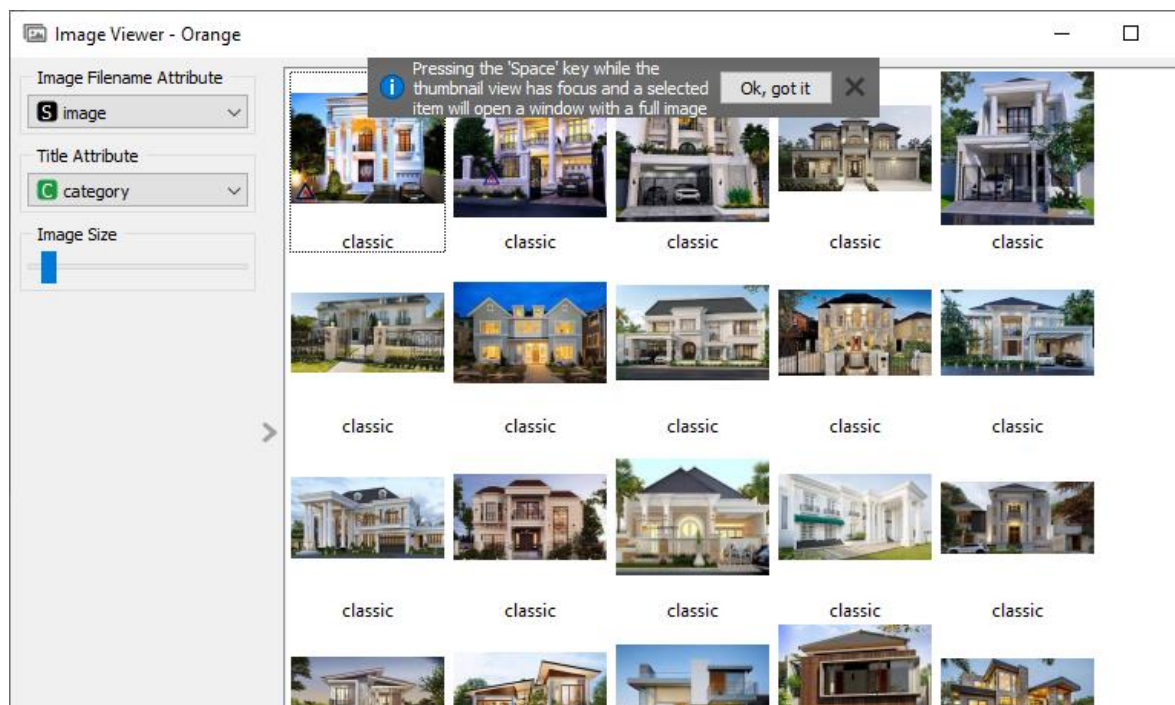 Image Viewer - Orange
Image Filename Attribute
S image
Title Attribute
C category
Image Size
Pressing the 'Space' key while the
thumbnail view has focus and a selected
item will open a window with a full image
Ok, got it
classic classic classic classic classic
classic classic classic classic classic
classic classic classic classic classic